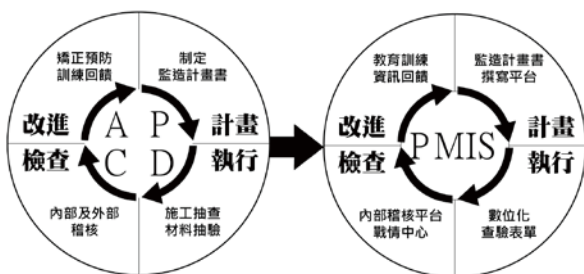 矯正預防
訓練回饋
制定
監造計畫書
改進
A
P
計畫
檢查
C
D
執行
內部及外部
稽核
施工抽查
材料抽驗
教育訓練
資訊回饋
監造計畫書
撰寫平台
改進
計畫
PMIS
檢查
執行
內部稽核平台
戰情中心
數位化
查驗表單